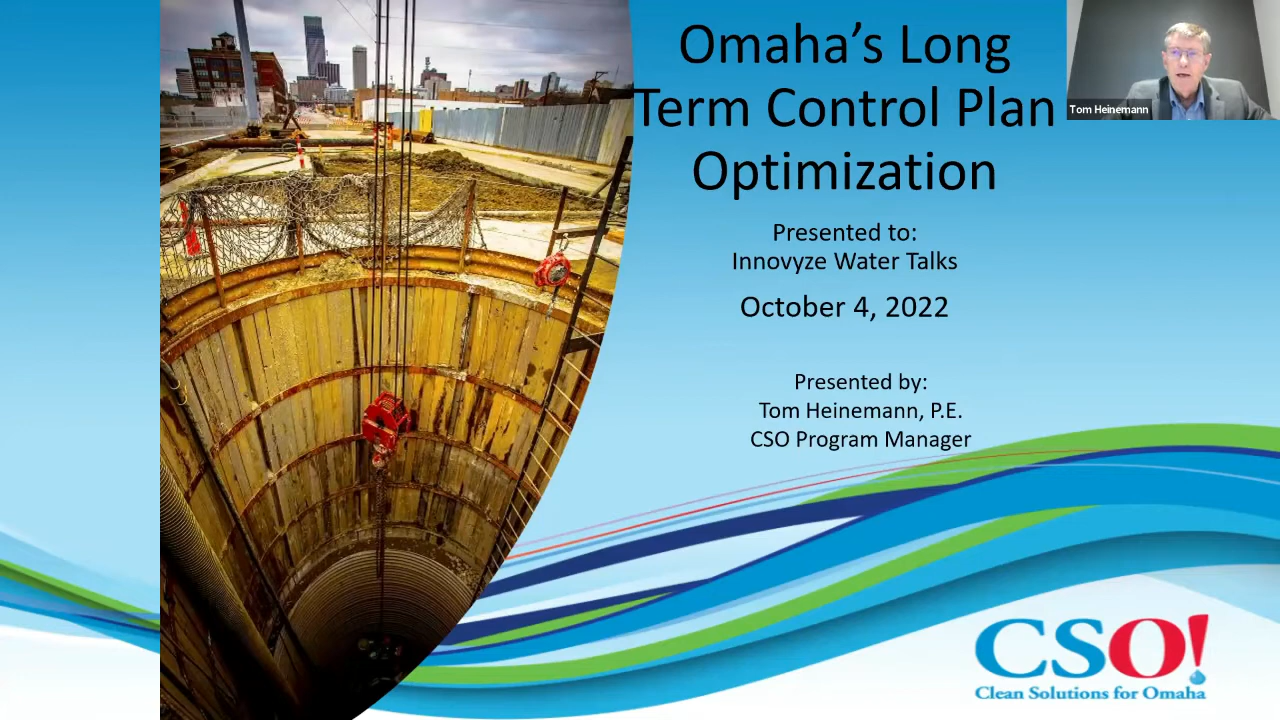 Omaha's Long
Term Control Plan
Optimization
Tom Heinemann
Presented to:
Innovyze Water Talks
October 4, 2022
Presented by:
Tom Heinemann, P.E.
CSO Program Manager
CSO!
Clean Solutions for Omaha